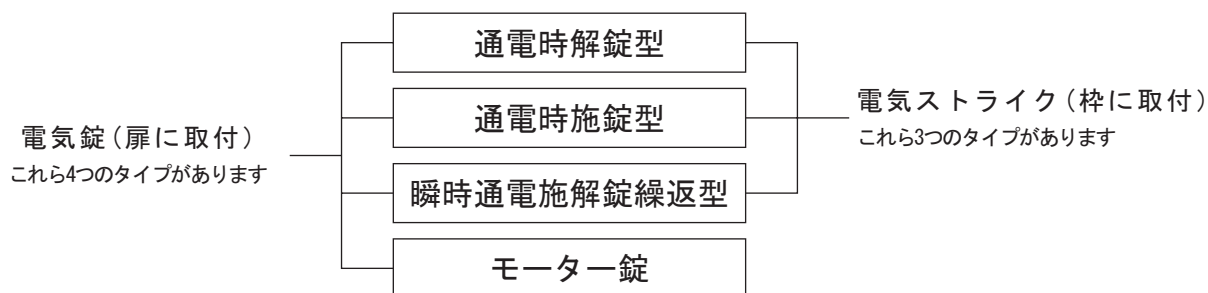 電気錠（扉に取付）
これら4つのタイプがあります
通電時解錠型
通電時施錠型
瞬時通電施解錠繰返型
モーター錠
電気ストライク（枠に取付）
これら3つのタイプがあります